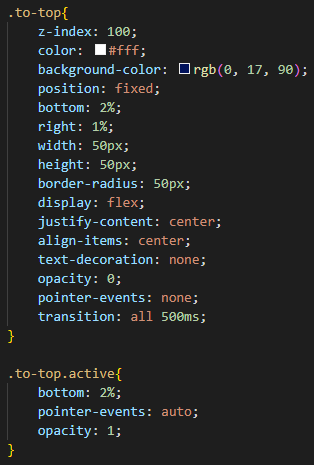 .to-top{
z-index: 100;
color: #fff;
background-color: rgb(0, 17, 90);
position: fixed;
bottom: 2%;
right: 1%;
width: 50px;
height: 50px;
border-radius: 50px;
display: flex;
justify-content: center;
align-items: center;
text-decoration: none;
opacity: 0;
pointer-events: none;
transition: all 500ms;
}
.to-top.active{
bottom: 2%;
pointer-events: auto;
opacity: 1;
}